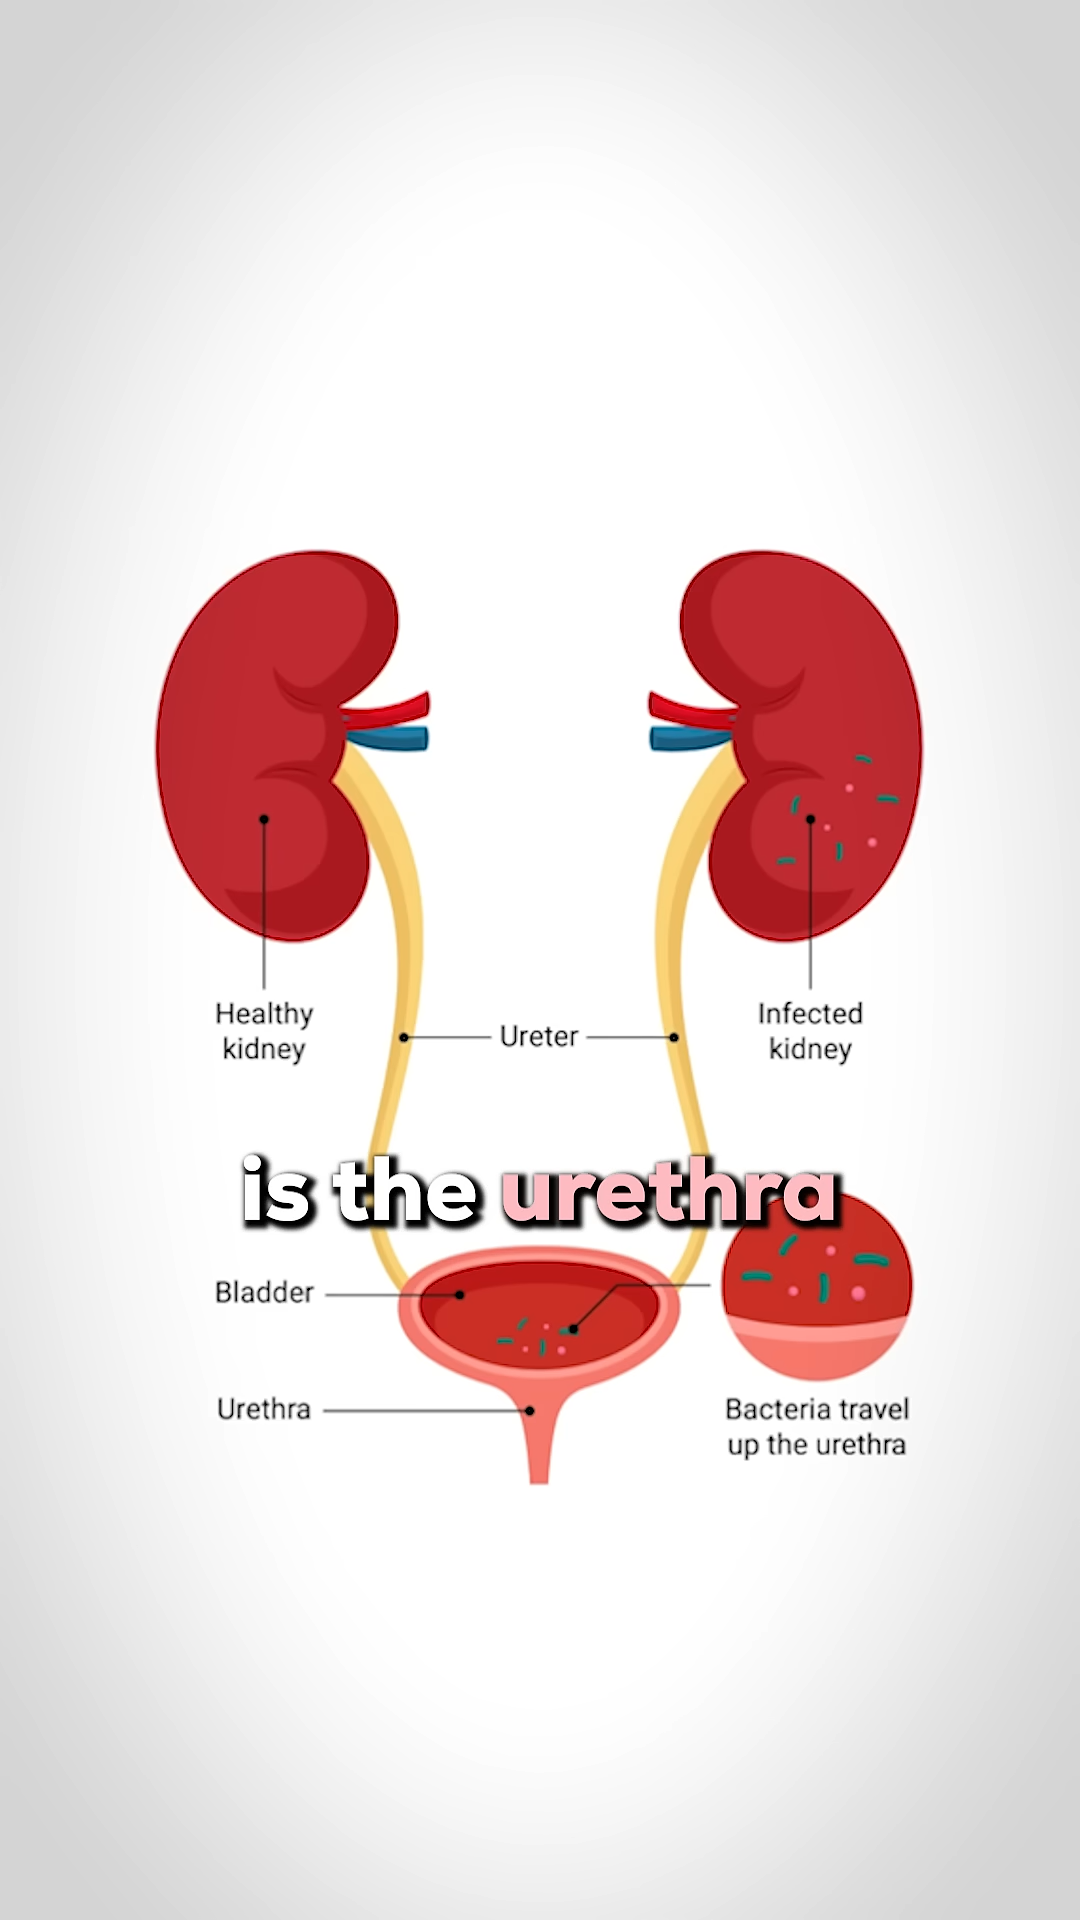 Healthy
kidney
Ureter
Infected
kidney
is the urethra
Bladder
Urethra
Bacteria travel
up the urethra